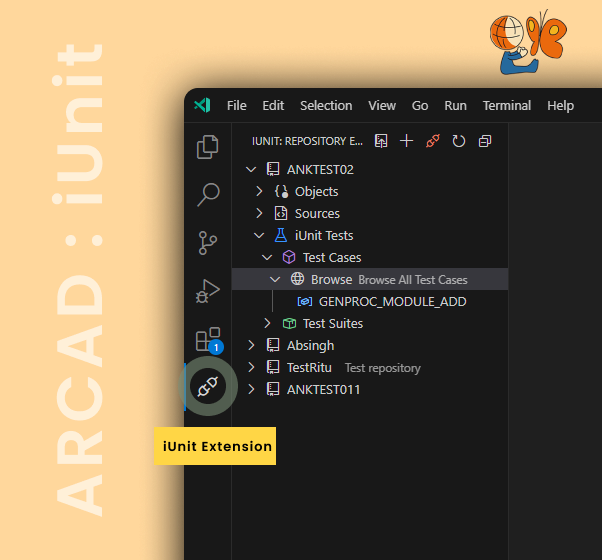 ARCAD : iUnit
File Edit Selection View Go Run Terminal Help
IUNIT: REPOSITORY E...
ANKTEST02
Objects
Sources
iUnit Tests
Test Cases
Browse Browse All Test Cases
GENPROC_MODULE_ADD
Test Suites
1
Absingh
TestRitu Test repository
ANKTEST011
iUnit Extension